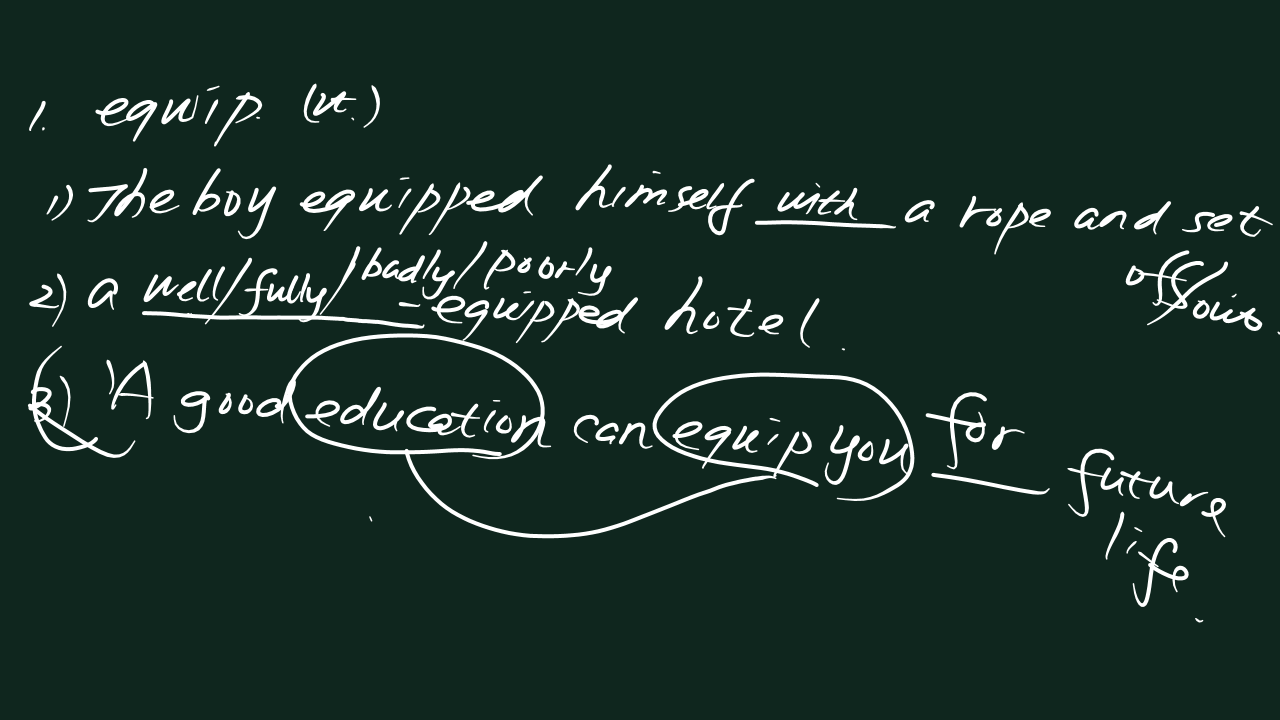 1. equip (vt.)
1) The boy equipped himself with a rope and set
off/out
2) a well/fully/badly/poorly
-equipped hotel.
3) A good education can equip you for
future
life.